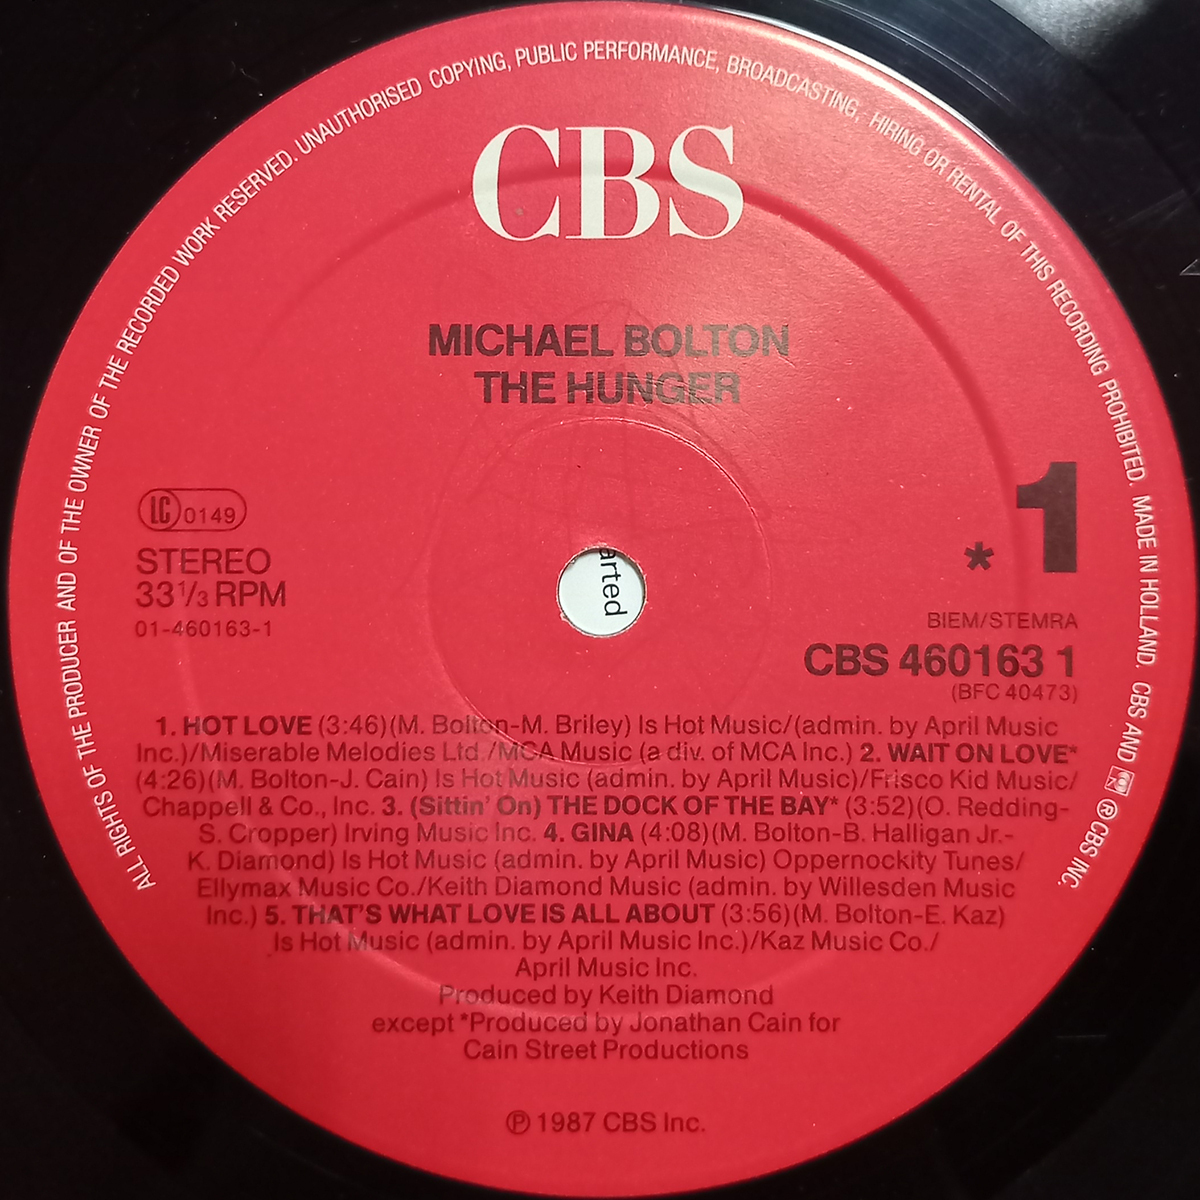 ALL RIGHTS OF THE PRODUCER AND OF THE OWNER OF THE RECORDED WORK RESERVED. UNAUTHORISED COPYING, PUBLIC PERFORMANCE, BROADCASTING, HIRING OR RENTAL OF THIS RECORDING PROHIBITED. MADE IN HOLLAND. CBS AND ® CBS INC.
CBS
MICHAEL BOLTON
THE HUNGER
LC 0149
STEREO
33 1/3 RPM
01-460163-1
arted
* 1
BIEM/STEMRA
CBS 460163 1
(BFC 40473)
1. HOT LOVE (3:46)(M. Bolton-M. Briley) Is Hot Music/(admin. by April Music
Inc.)/Miserable Melodies Ltd./MCA Music (a div. of MCA Inc.) 2. WAIT ON LOVE*
(4:26)(M. Bolton-J. Cain) Is Hot Music (admin. by April Music)/Frisco Kid Music/
Chappell & Co., Inc. 3. (Sittin' On) THE DOCK OF THE BAY* (3:52)(O. Redding-
S. Cropper) Irving Music Inc. 4. GINA (4:08)(M. Bolton-B. Halligan Jr.-
K. Diamond) Is Hot Music (admin. by April Music) Oppernockity Tunes/
Ellymax Music Co./Keith Diamond Music (admin. by Willesden Music
Inc.) 5. THAT'S WHAT LOVE IS ALL ABOUT (3:56)(M. Bolton-E. Kaz)
Is Hot Music (admin. by April Music Inc.)/Kaz Music Co./
April Music Inc.
Produced by Keith Diamond
except *Produced by Jonathan Cain for
Cain Street Productions
℗ 1987 CBS Inc.